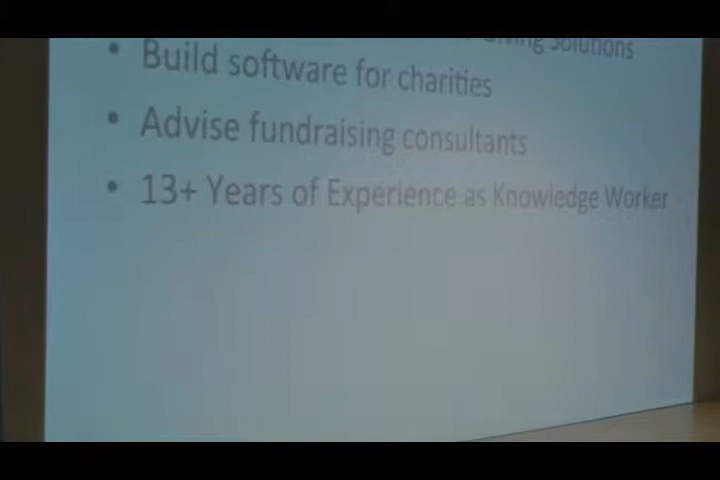 Giving Solutions
• Build software for charities
• Advise fundraising consultants
• 13+ Years of Experience as Knowledge Worker